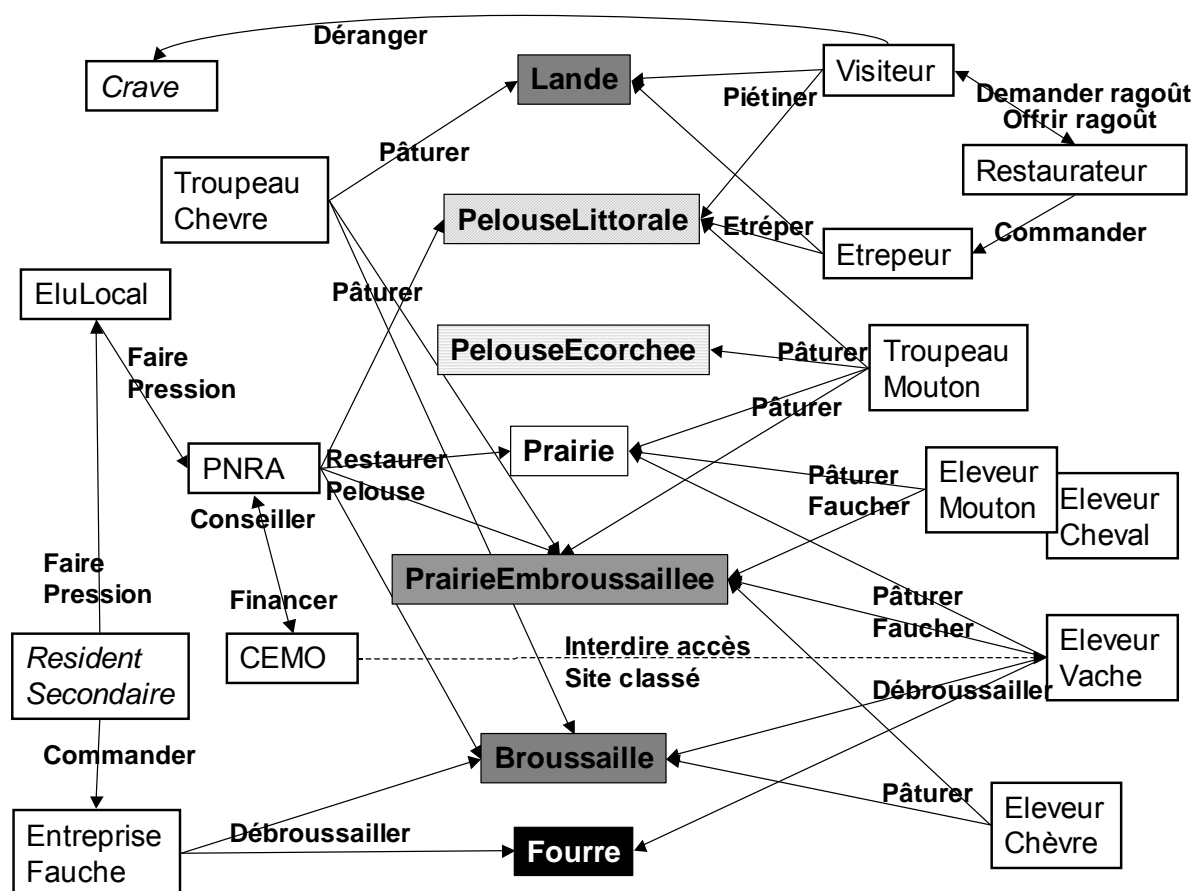 Déranger
Crave
Lande
Visiteur
Piétiner
Demander ragoût
Offrir ragoût
Pâturer
Restaurateur
Troupeau
Chevre
PelouseLittorale
Etréper
Commander
Etrepeur
EluLocal
Pâturer
Faire
Pression
PelouseEcorchee
Pâturer
Troupeau
Mouton
Pâturer
PNRA
Restaurer
Pelouse
Prairie
Pâturer
Faucher
Eleveur
Mouton
Eleveur
Cheval
Conseiller
Faire
Pression
PrairieEmbroussaillee
Financer
Pâturer
Faucher
Resident
Secondaire
CEMO
Interdire accès
Site classé
Eleveur
Vache
Débroussailler
Commander
Broussaille
Pâturer
Eleveur
Chèvre
Entreprise
Fauche
Débroussailler
Fourre